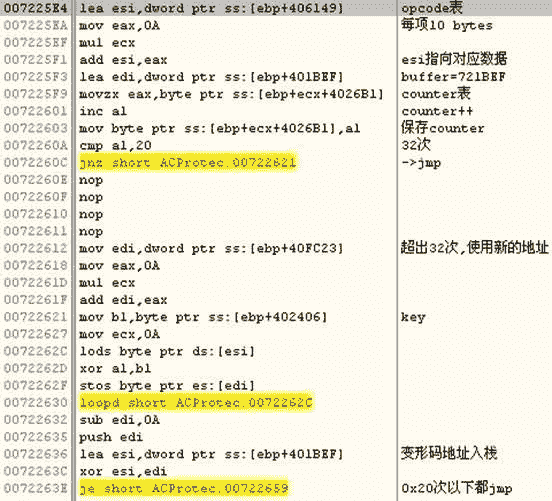 007225E4 lea esi,dword ptr ss:[ebp+406149] opcode表
007225EA mov eax,0A 每项10 bytes
007225EF mul ecx
007225F1 add esi,eax esi指向对应数据
007225F3 lea edi,dword ptr ss:[ebp+401BEF] buffer=721BEF
007225F9 movzx eax,byte ptr ss:[ebp+ecx+4026B1] counter表
00722601 inc al counter++
00722603 mov byte ptr ss:[ebp+ecx+4026B1],al 保存counter
0072260A cmp al,20 32次
0072260C jnz short ACProtec.00722621 ->jmp
0072260E nop
0072260F nop
00722610 nop
00722611 nop
00722612 mov edi,dword ptr ss:[ebp+40FC23] 超出32次,使用新的地址
00722618 mov eax,0A
0072261D mul ecx
0072261F add edi,eax
00722621 mov bl,byte ptr ss:[ebp+402406] key
00722627 mov ecx,0A
0072262C lods byte ptr ds:[esi]
0072262D xor al,bl
0072262F stos byte ptr es:[edi]
00722630 loopd short ACProtec.0072262C
00722632 sub edi,0A
00722635 push edi
00722636 lea esi,dword ptr ss:[ebp+401BEF] 变形码地址入栈
0072263C xor esi,edi
0072263E je short ACProtec.00722659 0x20次以下都jmp